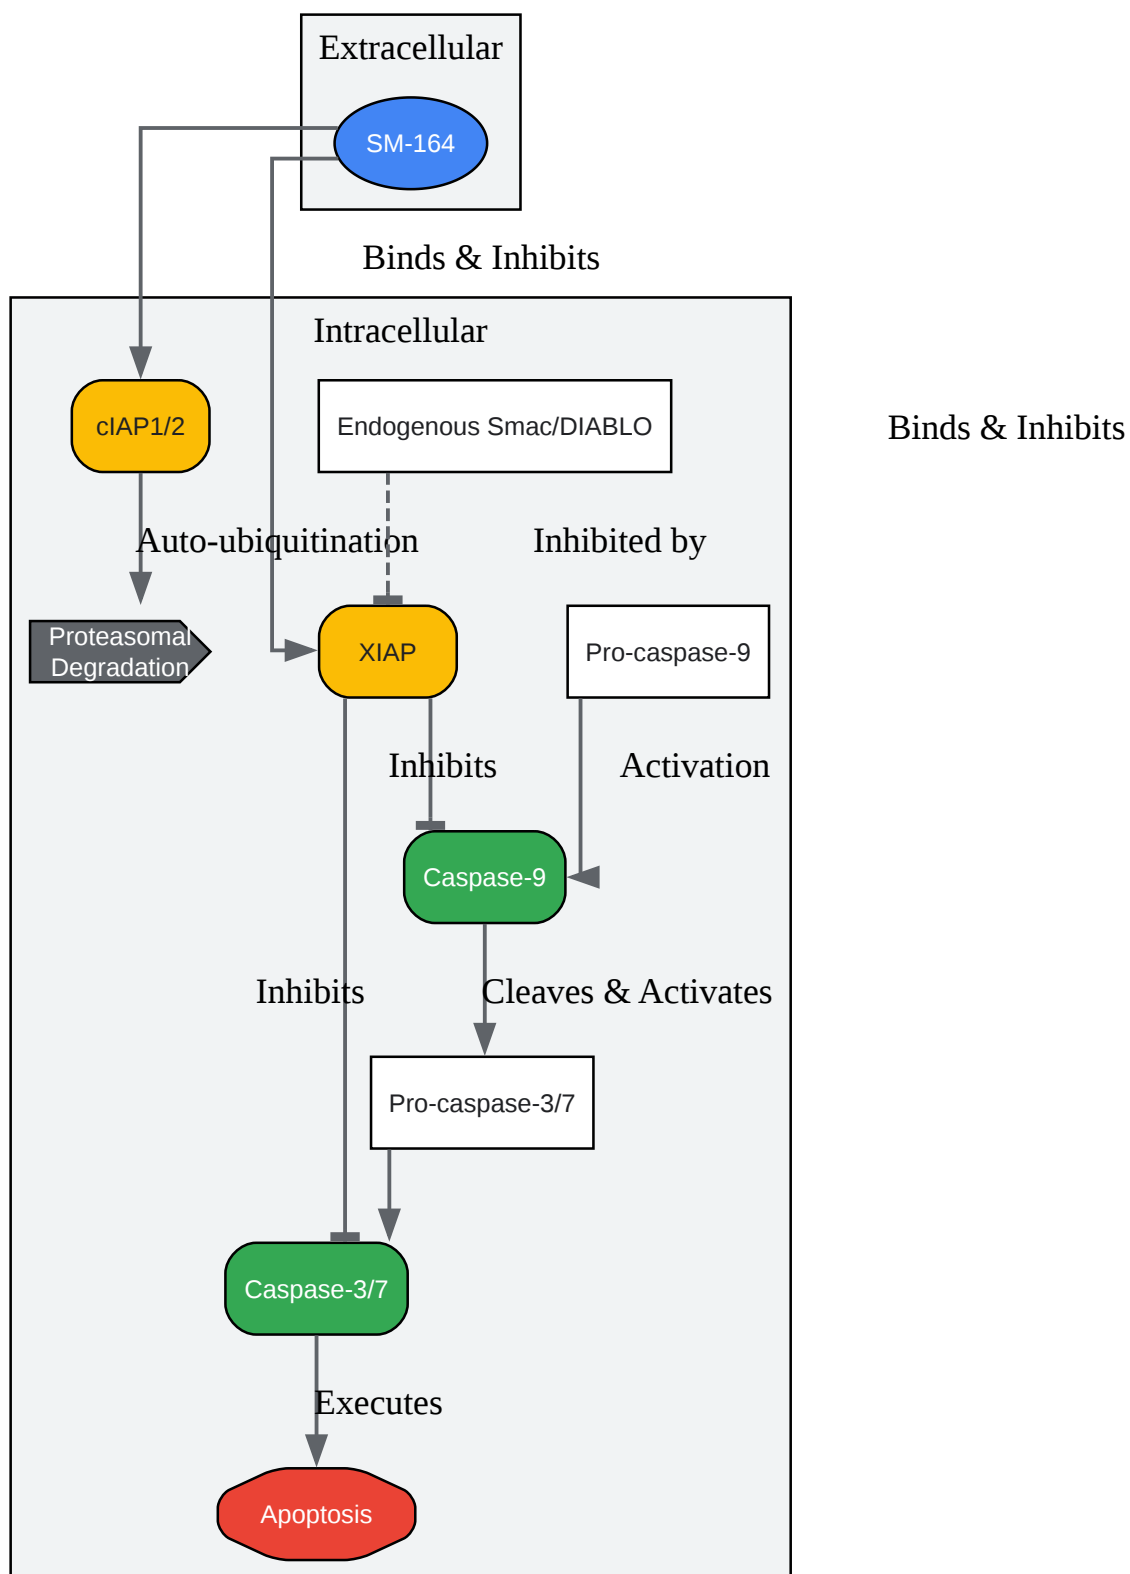 Extracellular
SM-164
Binds & Inhibits
Intracellular
cIAP1/2
Endogenous Smac/DIABLO
Binds & Inhibits
Auto-ubiquitination
Inhibited by
Proteasomal
Degradation
XIAP
Pro-caspase-9
Inhibits
Activation
Caspase-9
Inhibits
Cleaves & Activates
Pro-caspase-3/7
Caspase-3/7
Executes
Apoptosis